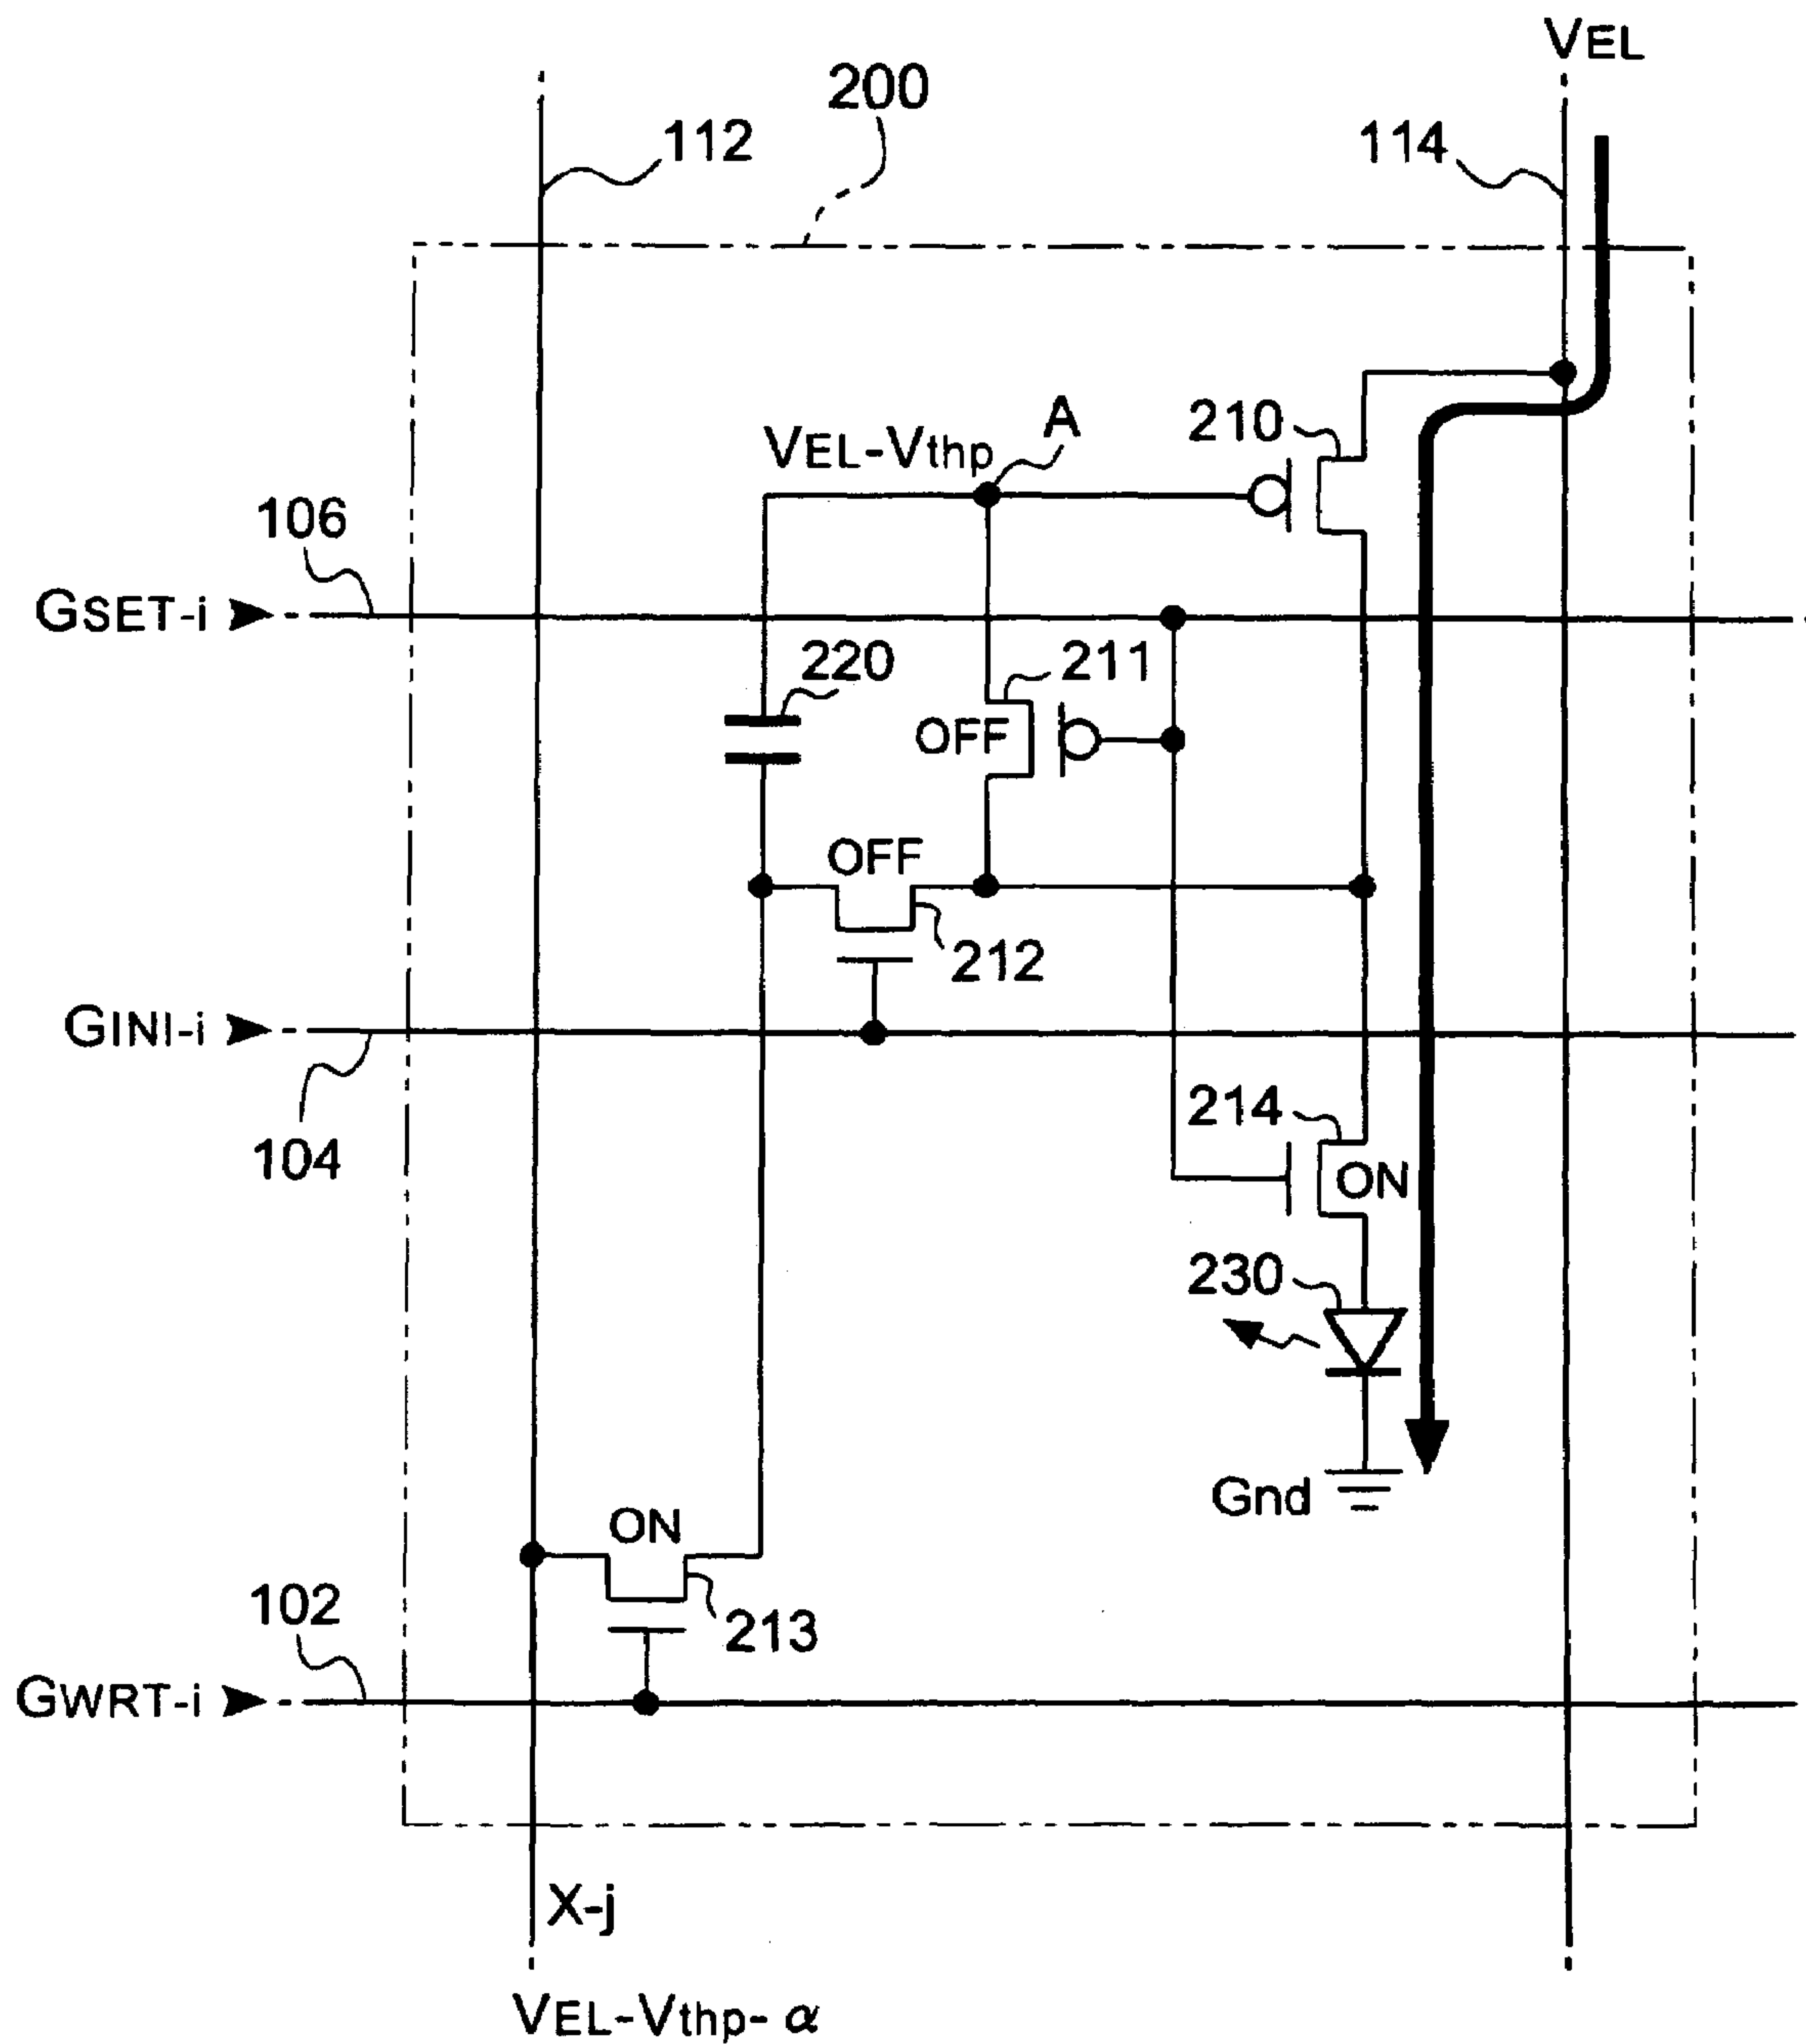 VEL
200
112
114
A
210
VEL-Vthp
106
GSET-i
220
211
OFF
OFF
212
GINI-i
104
214
ON
230
Gnd
ON
102
213
GWRT-i
X-j
VEL-Vthp-α